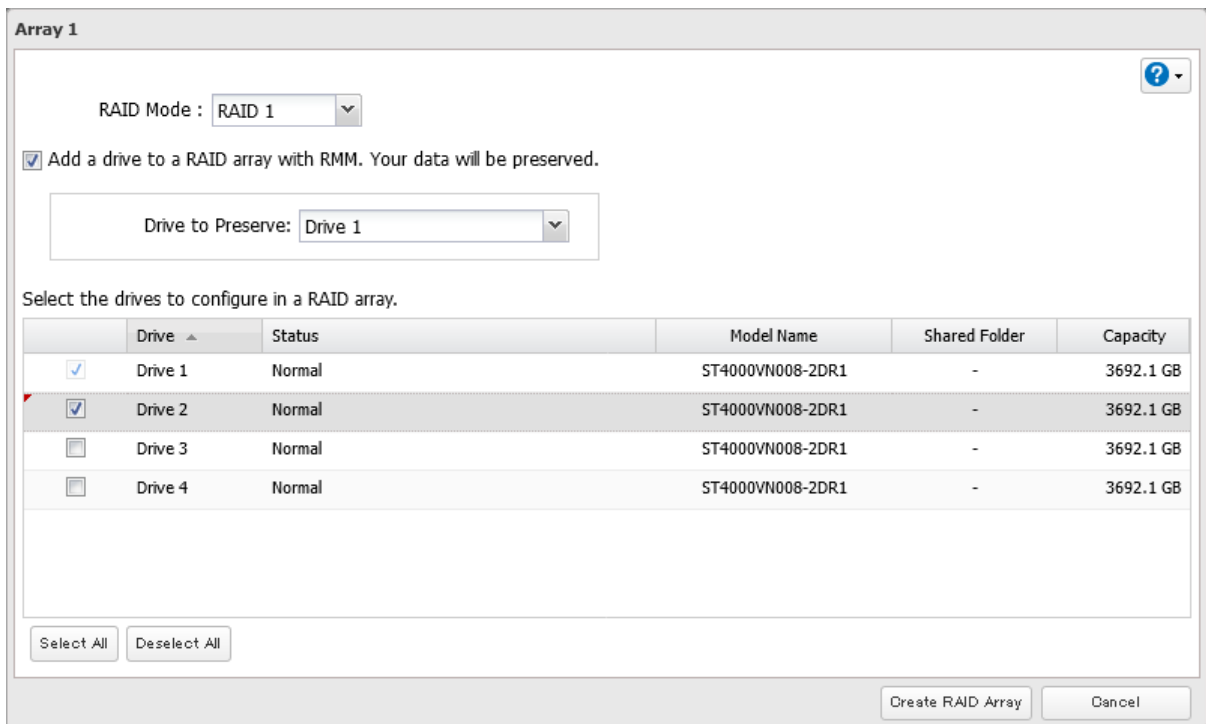 Array 1
RAID Mode : RAID 1
Add a drive to a RAID array with RMM. Your data will be preserved.
Drive to Preserve: Drive 1
Select the drives to configure in a RAID array.
Drive Status Model Name Shared Folder Capacity
Drive 1 Normal ST4000VN008-2DR1 - 3692.1 GB
Drive 2 Normal ST4000VN008-2DR1 - 3692.1 GB
Drive 3 Normal ST4000VN008-2DR1 - 3692.1 GB
Drive 4 Normal ST4000VN008-2DR1 - 3692.1 GB
Select All Deselect All
Create RAID Array Cancel